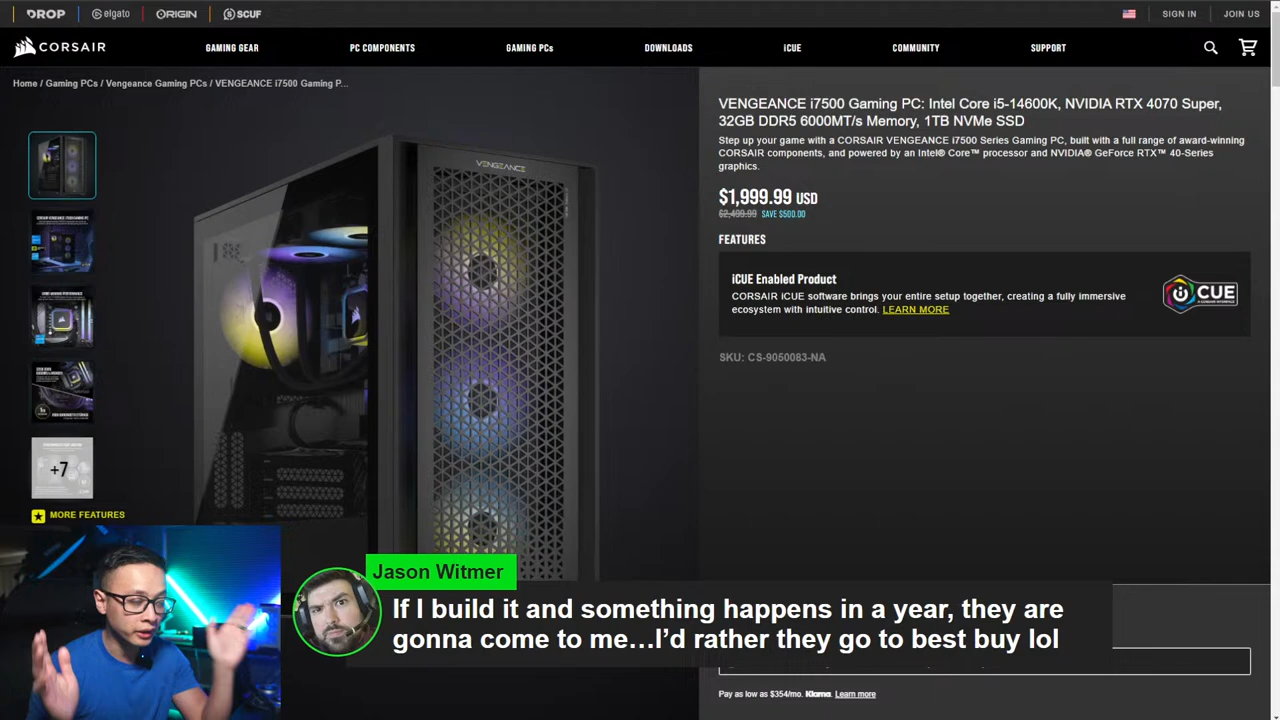 DROP
elgato
ORIGIN
SCUF
SIGN IN
JOIN US
CORSAIR
GAMING GEAR
PC COMPONENTS
GAMING PCs
DOWNLOADS
iCUE
COMMUNITY
SUPPORT
Home / Gaming PCs / Vengeance Gaming PCs / VENGEANCE i7500 Gaming P...
VENGEANCE
MORE FEATURES
+7
VENGEANCE i7500 Gaming PC: Intel Core i5-14600K, NVIDIA RTX 4070 Super,
32GB DDR5 6000MT/s Memory, 1TB NVMe SSD
Step up your game with a CORSAIR VENGEANCE i7500 Series Gaming PC, built with a full range of award-winning
CORSAIR components, and powered by an Intel® Core™ processor and NVIDIA® GeForce RTX™ 40-Series
graphics.
$1,999.99 USD
$2,499.99 SAVE $500.00
FEATURES
iCUE Enabled Product
CORSAIR iCUE software brings your entire setup together, creating a fully immersive
ecosystem with intuitive control. LEARN MORE
iCUE
SKU: CS-9050083-NA
Jason Witmer
If I build it and something happens in a year, they are
gonna come to me…I’d rather they go to best buy lol
Pay as low as $354/mo. Klarna. Learn more